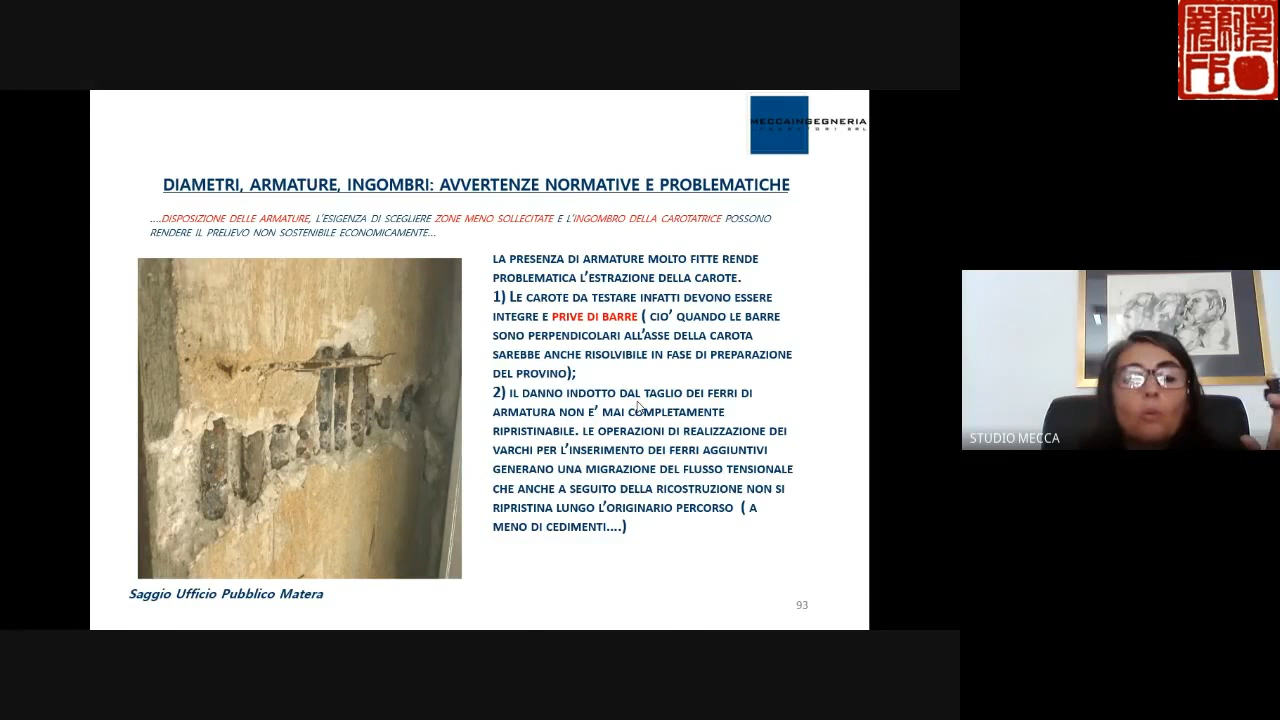 MECCAINGEGNERIA
DIAMETRI, ARMATURE, INGOMBRI: AVVERTENZE NORMATIVE E PROBLEMATICHE
....DISPOSIZIONE DELLE ARMATURE, L'ESIGENZA DI SCEGLIERE ZONE MENO SOLLECITATE E L'INGOMBRO DELLA CAROTATRICE POSSONO
RENDERE IL PRELIEVO NON SOSTENIBILE ECONOMICAMENTE...
LA PRESENZA DI ARMATURE MOLTO FITTE RENDE
PROBLEMATICA L'ESTRAZIONE DELLA CAROTE.
1) LE CAROTE DA TESTARE INFATTI DEVONO ESSERE
INTEGRE E PRIVE DI BARRE ( CIO' QUANDO LE BARRE
SONO PERPENDICOLARI ALL'ASSE DELLA CAROTA
SAREBBE ANCHE RISOLVIBILE IN FASE DI PREPARAZIONE
DEL PROVINO);
2) IL DANNO INDOTTO DAL TAGLIO DEI FERRI DI
ARMATURA NON E' MAI COMPLETAMENTE
RIPRISTINABILE. LE OPERAZIONI DI REALIZZAZIONE DEI
VARCHI PER L'INSERIMENTO DEI FERRI AGGIUNTIVI
GENERANO UNA MIGRAZIONE DEL FLUSSO TENSIONALE
CHE ANCHE A SEGUITO DELLA RICOSTRUZIONE NON SI
RIPRISTINA LUNGO L'ORIGINARIO PERCORSO ( A
MENO DI CEDIMENTI....)
Saggio Ufficio Pubblico Matera
93
STUDIO MECCA